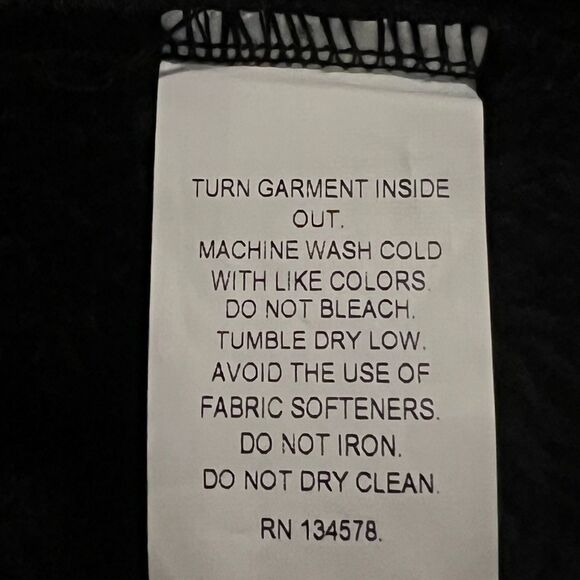 TURN GARMENT INSIDE
OUT.
MACHINE WASH COLD
WITH LIKE COLORS.
DO NOT BLEACH.
TUMBLE DRY LOW.
AVOID THE USE OF
FABRIC SOFTENERS.
DO NOT IRON.
DO NOT DRY CLEAN.
RN 134578.